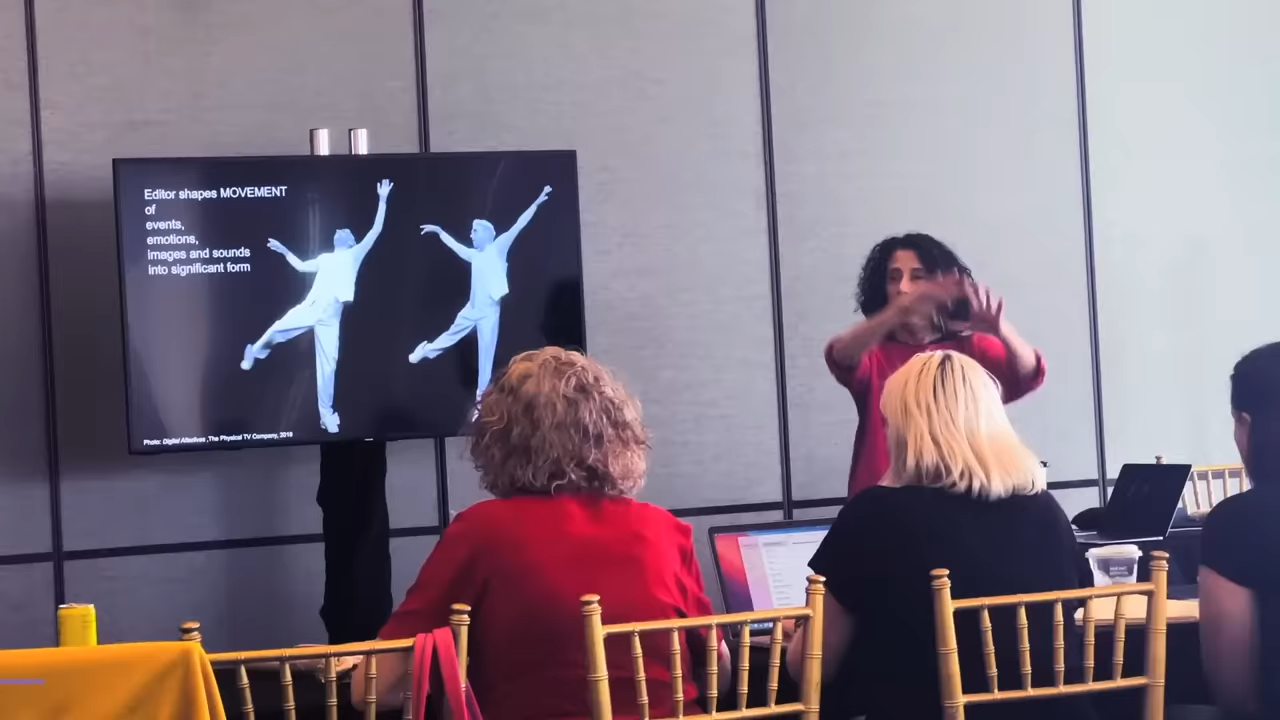 Editor shapes MOVEMENT
of
events,
emotions,
images and sounds
into significant form
Photo: Digital Afterlives ,The Physical TV Company, 2018